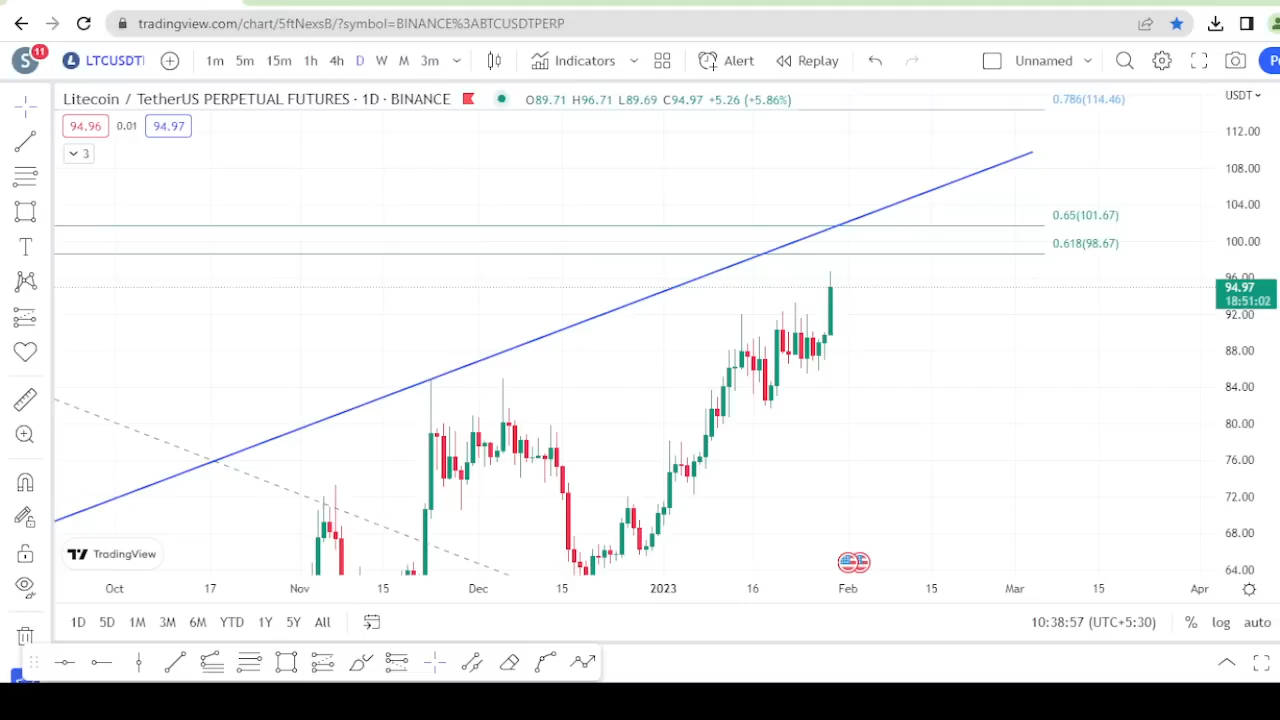 tradingview.com/chart/5ftNexsB/?symbol=BINANCE%3ABTCUSDTPERP
S 11 LTCUSDT 1m 5m 15m 1h 4h D W M 3m Indicators Alert Replay Unnamed
Litecoin / TetherUS PERPETUAL FUTURES · 1D · BINANCE O89.71 H96.71 L89.69 C94.97 +5.26 (+5.86%)
USDT
0.786(114.46)
94.96 0.01 94.97
3
112.00
108.00
104.00
0.65(101.67)
100.00
0.618(98.67)
96.00
94.97
18:51:02
92.00
88.00
84.00
80.00
76.00
72.00
68.00
64.00
TradingView
Oct 17 Nov 15 Dec 15 2023 16 Feb 15 Mar 15 Apr
1D 5D 1M 3M 6M YTD 1Y 5Y All 10:38:57 (UTC+5:30) % log auto